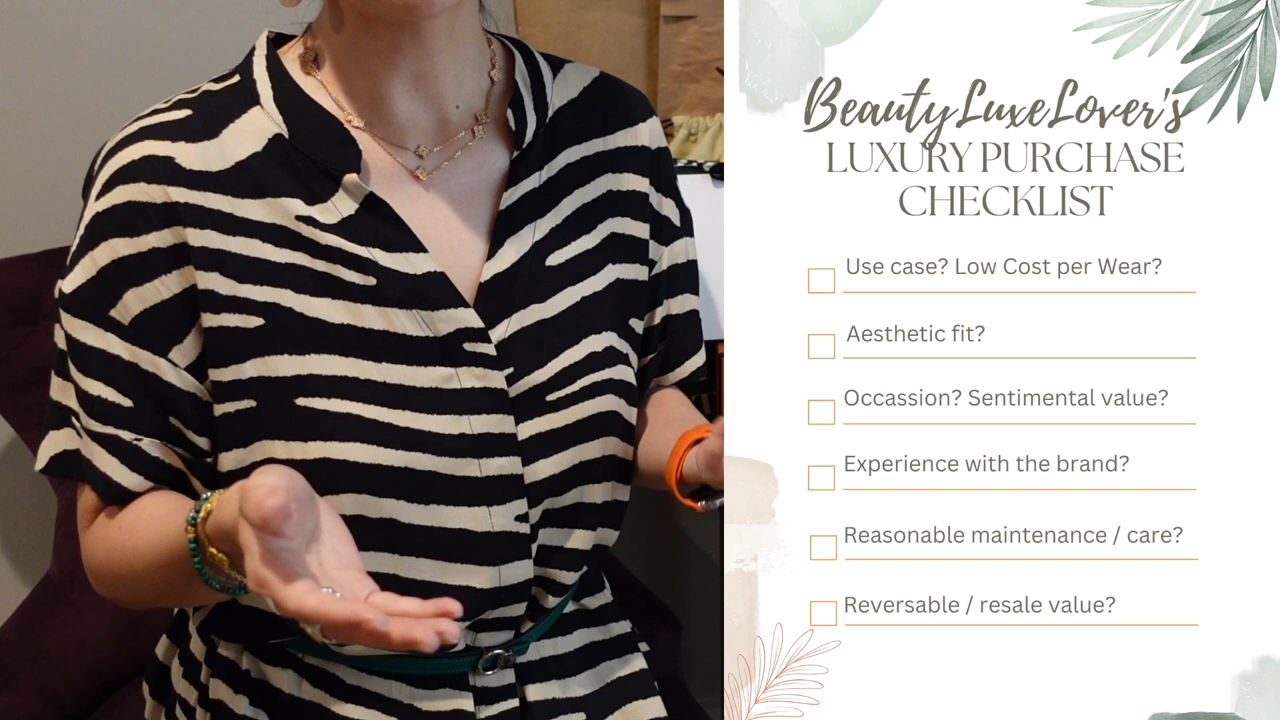 BeautyLuxeLover's
LUXURY PURCHASE
CHECKLIST
Use case? Low Cost per Wear?
Aesthetic fit?
Occassion? Sentimental value?
Experience with the brand?
Reasonable maintenance / care?
Reversable / resale value?